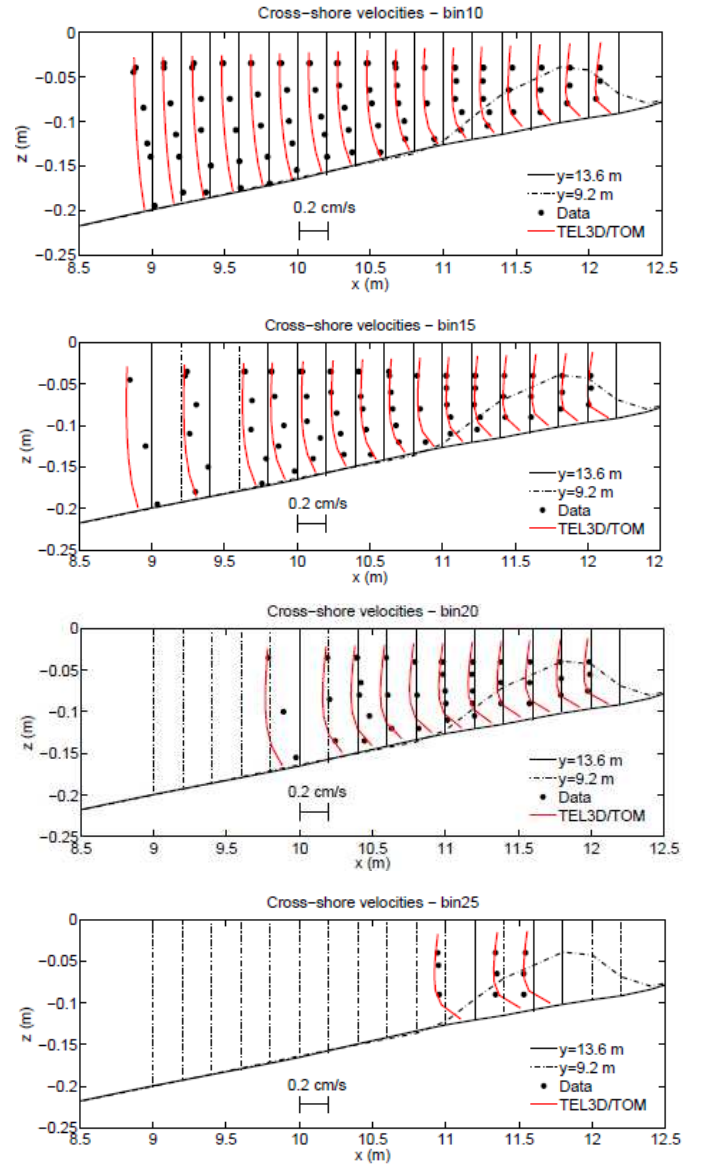 Cross-shore velocities - bin10
0
-0.05
-0.1
-0.15
-0.2
-0.25
z (m)
y=13.6 m
y=9.2 m
Data
TEL3D/TOM
0.2 cm/s
8.5 9 9.5 10 10.5 11 11.5 12 12.5
x (m)
Cross-shore velocities - bin15
0
-0.05
-0.1
-0.15
-0.2
-0.25
z (m)
y=13.6 m
y=9.2 m
Data
TEL3D/TOM
0.2 cm/s
8.5 9 9.5 10 10.5 11 11.5 12 12.5
x (m)
Cross-shore velocities - bin20
0
-0.05
-0.1
-0.15
-0.2
-0.25
z (m)
y=13.6 m
y=9.2 m
Data
TEL3D/TOM
0.2 cm/s
8.5 9 9.5 10 10.5 11 11.5 12 12.5
x (m)
Cross-shore velocities - bin25
0
-0.05
-0.1
-0.15
-0.2
-0.25
z (m)
y=13.6 m
y=9.2 m
Data
TEL3D/TOM
0.2 cm/s
8.5 9 9.5 10 10.5 11 11.5 12 12.5
x (m)